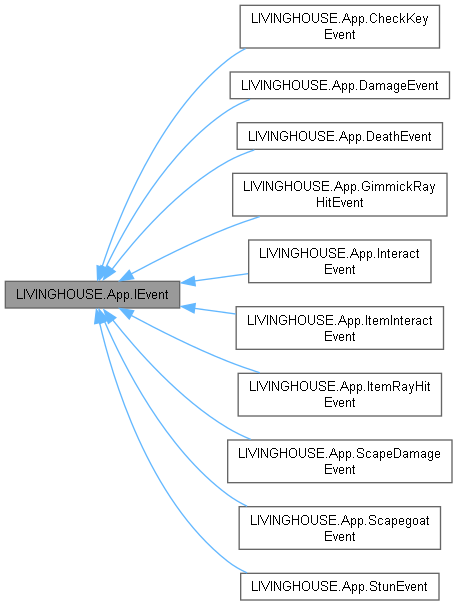 LIVINGHOUSE.App.CheckKey
Event
LIVINGHOUSE.App.DamageEvent
LIVINGHOUSE.App.DeathEvent
LIVINGHOUSE.App.GimmickRay
HitEvent
LIVINGHOUSE.App.Interact
Event
LIVINGHOUSE.App.IEvent
LIVINGHOUSE.App.ItemInteract
Event
LIVINGHOUSE.App.ItemRayHit
Event
LIVINGHOUSE.App.ScapeDamage
Event
LIVINGHOUSE.App.Scapegoat
Event
LIVINGHOUSE.App.StunEvent